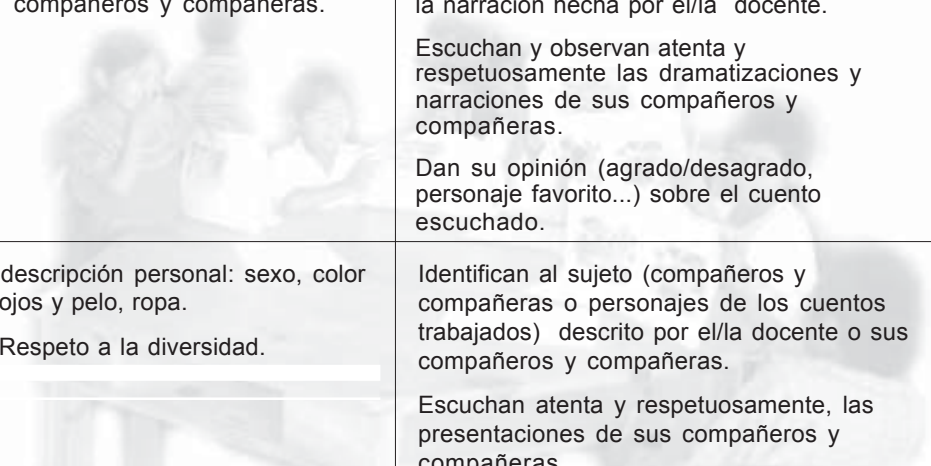 compañeros y compañeras.
la narración hecha por el/la docente.
Escuchan y observan atenta y
respetuosamente las dramatizaciones y
narraciones de sus compañeros y
compañeras.
Dan su opinión (agrado/desagrado,
personaje favorito...) sobre el cuento
escuchado.
descripción personal: sexo, color
ojos y pelo, ropa.
Respeto a la diversidad.
Identifican al sujeto (compañeros y
compañeras o personajes de los cuentos
trabajados) descrito por el/la docente o sus
compañeros y compañeras.
Escuchan atenta y respetuosamente, las
presentaciones de sus compañeros y
compañeras